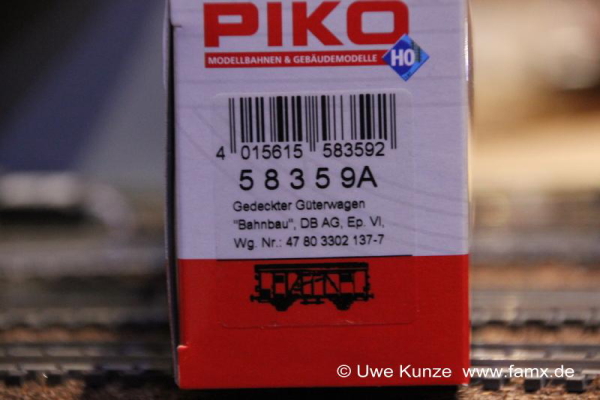 PIKO
MODELLBAHNEN & GEBÄUDEMODELLE
HO
4 015615 583592
58359A
Gedeckter Güterwagen
"Bahnbau", DB AG, Ep. VI,
Wg. Nr.: 47 80 3302 137-7
© Uwe Kunze www.famx.de